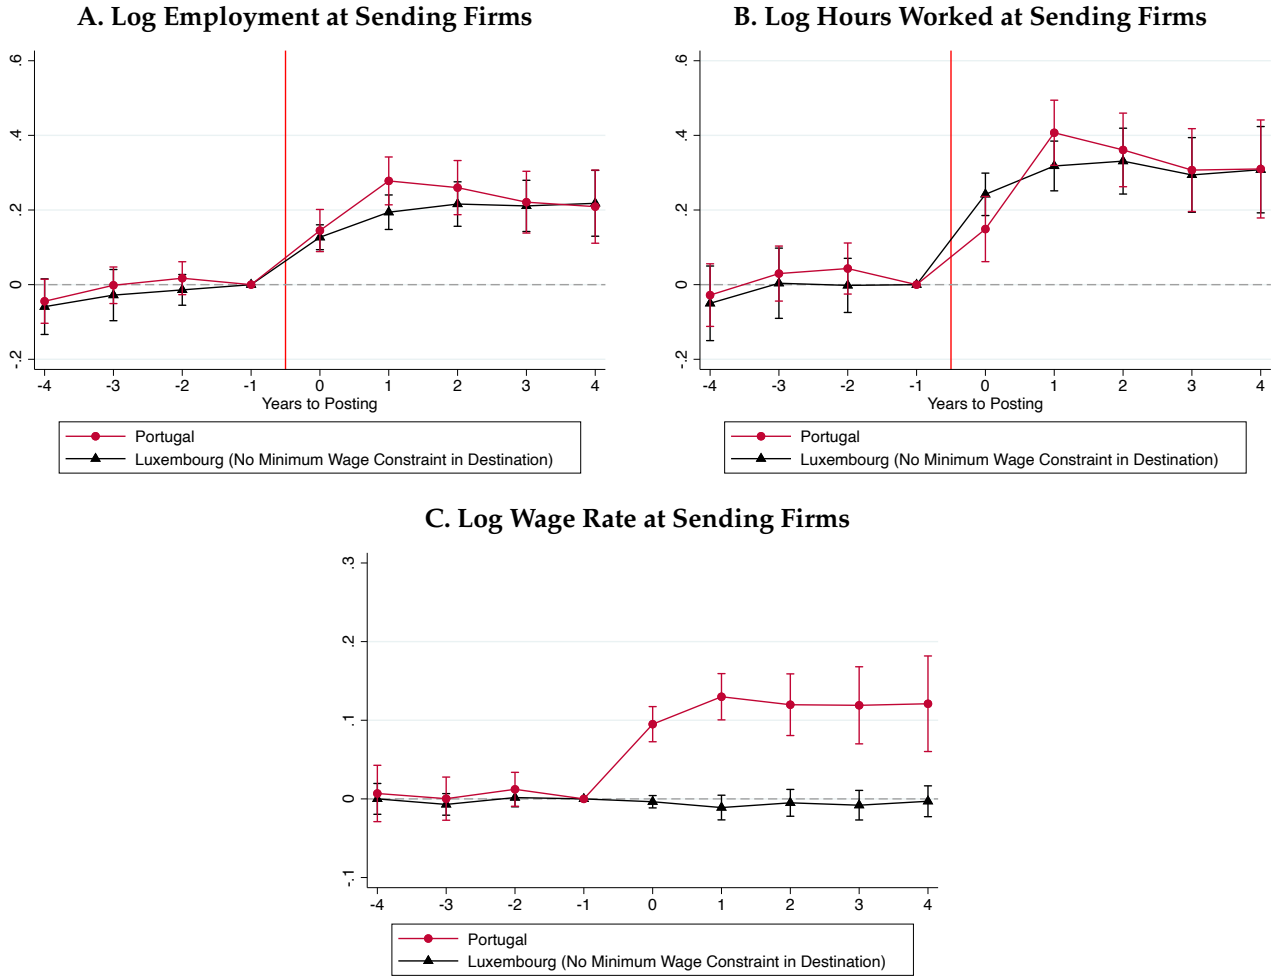 A. Log Employment at Sending Firms
.6
.4
.2
0
-.2
-4 -3 -2 -1 0 1 2 3 4
Years to Posting
Portugal
Luxembourg (No Minimum Wage Constraint in Destination)
B. Log Hours Worked at Sending Firms
.6
.4
.2
0
-.2
-4 -3 -2 -1 0 1 2 3 4
Years to Posting
Portugal
Luxembourg (No Minimum Wage Constraint in Destination)
C. Log Wage Rate at Sending Firms
.3
.2
.1
0
-.1
-4 -3 -2 -1 0 1 2 3 4
Portugal
Luxembourg (No Minimum Wage Constraint in Destination)